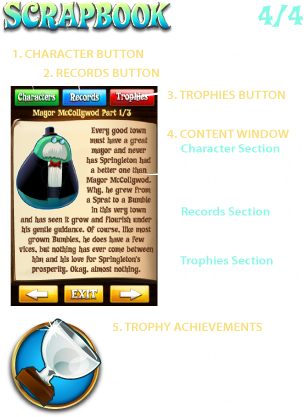 SCRAPBOOK 4/4
1. CHARACTER BUTTON
2. RECORDS BUTTON
Characters Records Trophies
3. TROPHIES BUTTON
Mayor McCollywod Part 1/3
Every good town
must have a great
mayor and never
has Springleton had
a better one than
Mayor McCollywod.
Why, he grew from
a Sprat to a Bumble
in this very town
and has seen it grow and flourish under
his gentle guidance. Of course, like most
grown Bumbles, he does have a few
vices, but nothing has ever come between
him and his love for Springleton's
prosperity. Okay, almost nothing.
EXIT
4. CONTENT WINDOW
Character Section
Records Section
Trophies Section
5. TROPHY ACHIEVEMENTS